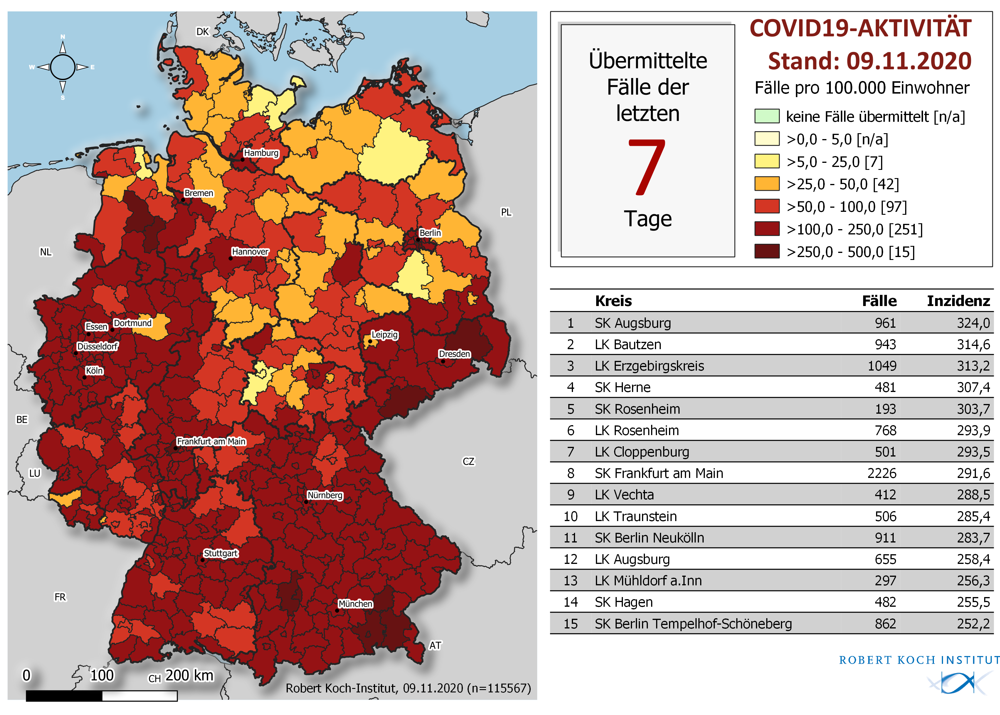 N
W
E
S
DK
Hamburg
Bremen
PL
Berlin
NL
Hannover
Essen
Dortmund
Düsseldorf
Leipzig
Dresden
Köln
BE
Frankfurt am Main
LU
CZ
Nürnberg
Stuttgart
FR
München
AT
0
100
CH
200 km
Robert Koch-Institut, 09.11.2020 (n=115567)
Übermittelte
Fälle der
letzten
7
Tage
COVID19-AKTIVITÄT
Stand: 09.11.2020
Fälle pro 100.000 Einwohner
keine Fälle übermittelt [n/a]
>0,0 - 5,0 [n/a]
>5,0 - 25,0 [7]
>25,0 - 50,0 [42]
>50,0 - 100,0 [97]
>100,0 - 250,0 [251]
>250,0 - 500,0 [15]
Kreis Fälle Inzidenz
1 SK Augsburg 961 324,0
2 LK Bautzen 943 314,6
3 LK Erzgebirgskreis 1049 313,2
4 SK Herne 481 307,4
5 SK Rosenheim 193 303,7
6 LK Rosenheim 768 293,9
7 LK Cloppenburg 501 293,5
8 SK Frankfurt am Main 2226 291,6
9 LK Vechta 412 288,5
10 LK Traunstein 506 285,4
11 SK Berlin Neukölln 911 283,7
12 LK Augsburg 655 258,4
13 LK Mühldorf a.Inn 297 256,3
14 SK Hagen 482 255,5
15 SK Berlin Tempelhof-Schöneberg 862 252,2
ROBERT KOCH INSTITUT